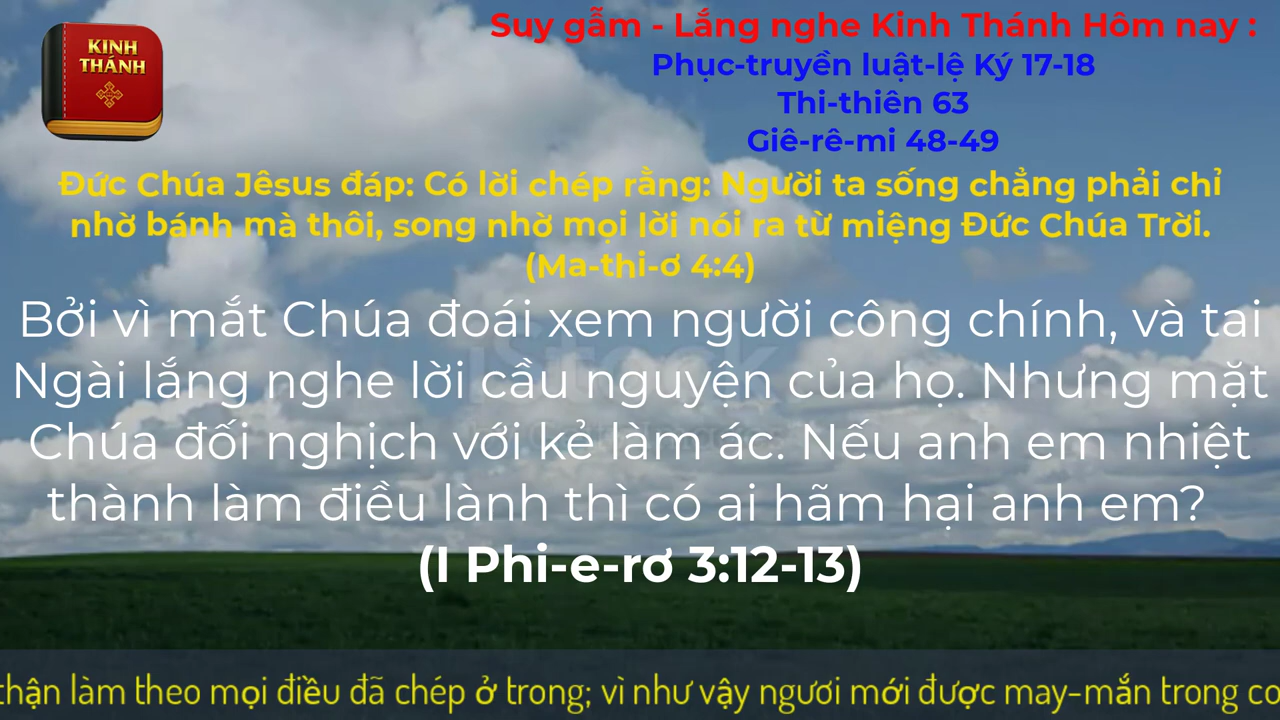 KINH
THÁNH
Suy gẫm - Lắng nghe Kinh Thánh Hôm nay :
Phục-truyền luật-lệ Ký 17-18
Thi-thiên 63
Giê-rê-mi 48-49
Đức Chúa Jêsus đáp: Có lời chép rằng: Người ta sống chẳng phải chỉ
nhờ bánh mà thôi, song nhờ mọi lời nói ra từ miệng Đức Chúa Trời.
(Ma-thi-ơ 4:4)
iStock
Bởi vì mắt Chúa đoái xem người công chính, và tai
Ngài lắng nghe lời cầu nguyện của họ. Nhưng mặt
Chúa đối nghịch với kẻ làm ác. Nếu anh em nhiệt
thành làm điều lành thì có ai hãm hại anh em?
(I Phi-e-rơ 3:12-13)
thận làm theo mọi điều đã chép ở trong; vì như vậy ngươi mới được may-mắn trong co